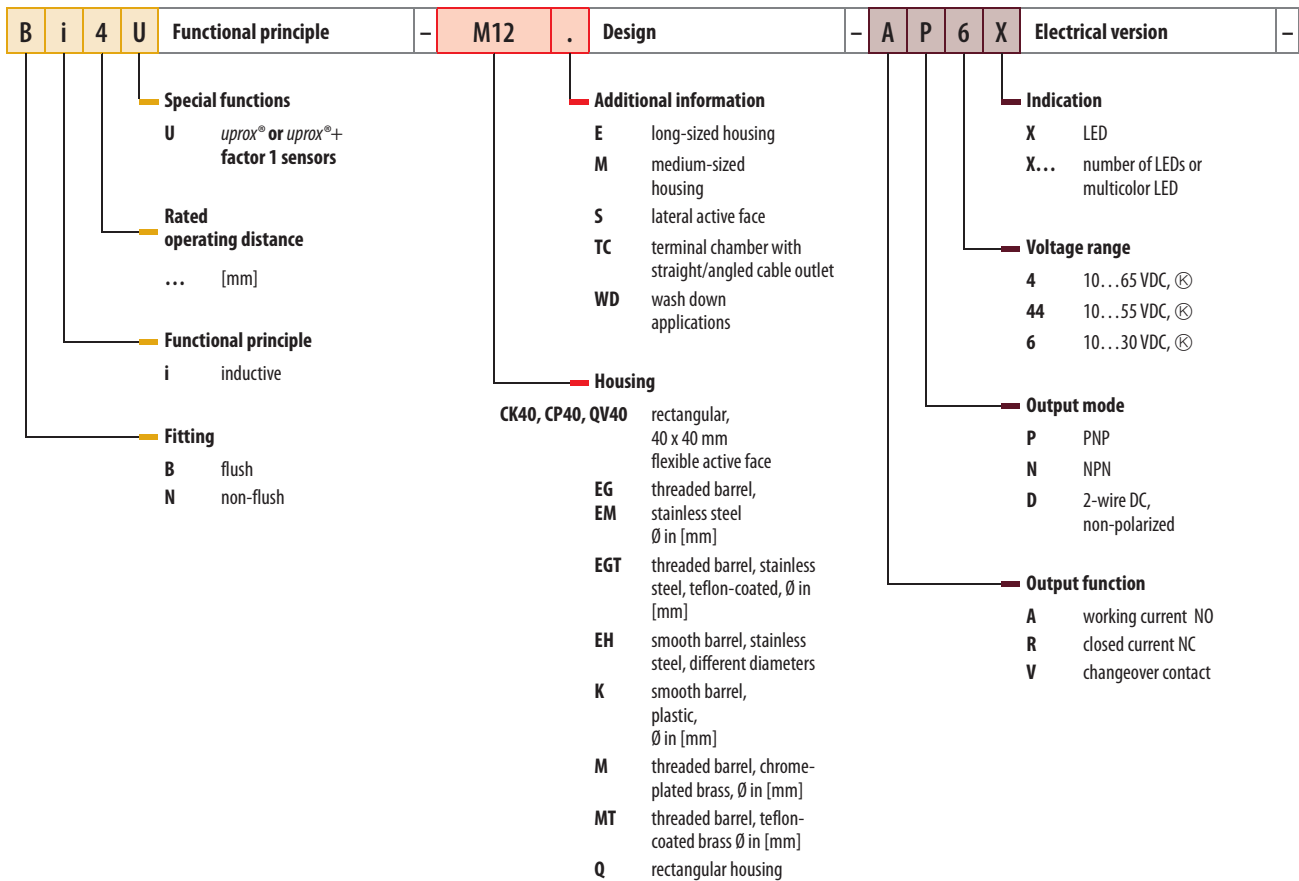 B i 4 U Functional principle – M12 . Design – A P 6 X Electrical version –
Special functions
U uprox® or uprox®+
factor 1 sensors
Rated
operating distance
... [mm]
Functional principle
i inductive
Fitting
B flush
N non-flush
Additional information
E long-sized housing
M medium-sized
housing
S lateral active face
TC terminal chamber with
straight/angled cable outlet
WD wash down
applications
Housing
CK40, CP40, QV40 rectangular,
40 x 40 mm
flexible active face
EG threaded barrel,
EM stainless steel
Ø in [mm]
EGT threaded barrel, stainless
steel, teflon-coated, Ø in
[mm]
EH smooth barrel, stainless
steel, different diameters
K smooth barrel,
plastic,
Ø in [mm]
M threaded barrel, chrome-
plated brass, Ø in [mm]
MT threaded barrel, teflon-
coated brass Ø in [mm]
Q rectangular housing
Indication
X LED
X... number of LEDs or
multicolor LED
Voltage range
4 10...65 VDC, Ⓚ
44 10...55 VDC, Ⓚ
6 10...30 VDC, Ⓚ
Output mode
P PNP
N NPN
D 2-wire DC,
non-polarized
Output function
A working current NO
R closed current NC
V changeover contact